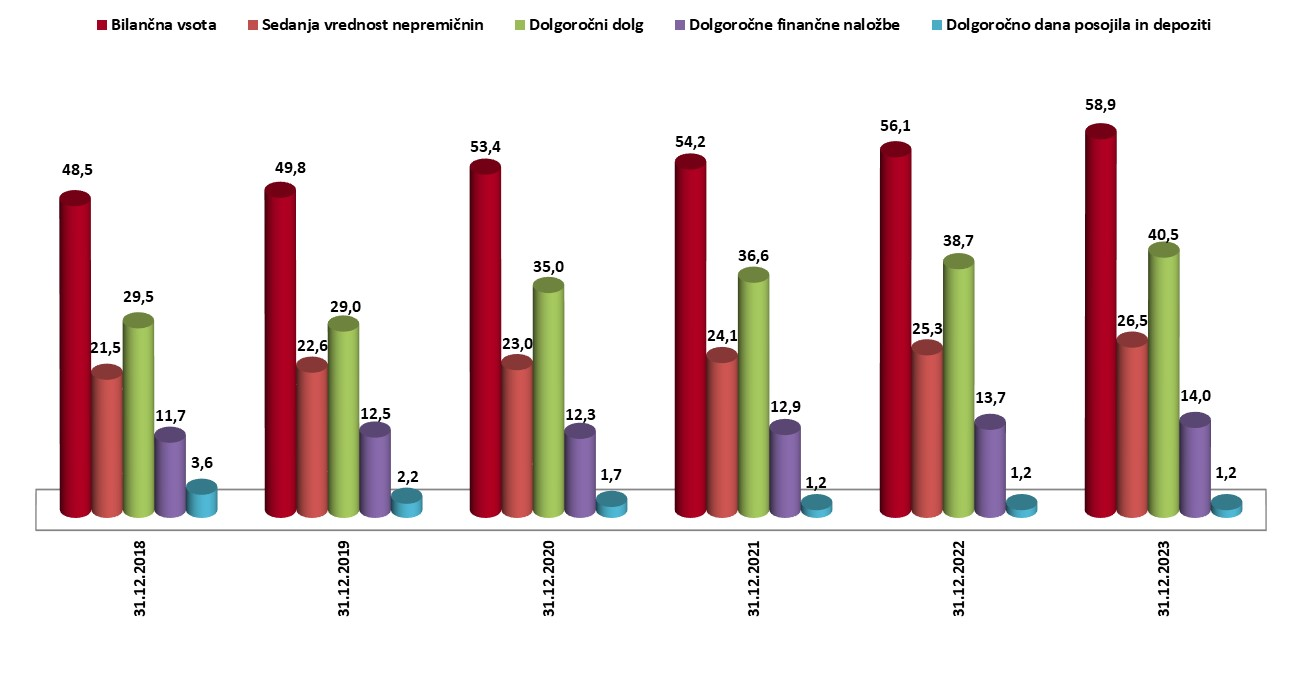 Bilančna vsota Sedanja vrednost nepremičnin Dolgoročni dolg Dolgoročne finančne naložbe Dolgoročno dana posojila in depoziti
48,5 21,5 29,5 11,7 3,6
49,8 22,6 29,0 12,5 2,2
53,4 23,0 35,0 12,3 1,7
54,2 24,1 36,6 12,9 1,2
56,1 25,3 38,7 13,7 1,2
58,9 26,5 40,5 14,0 1,2
31.12.2018
31.12.2019
31.12.2020
31.12.2021
31.12.2022
31.12.2023